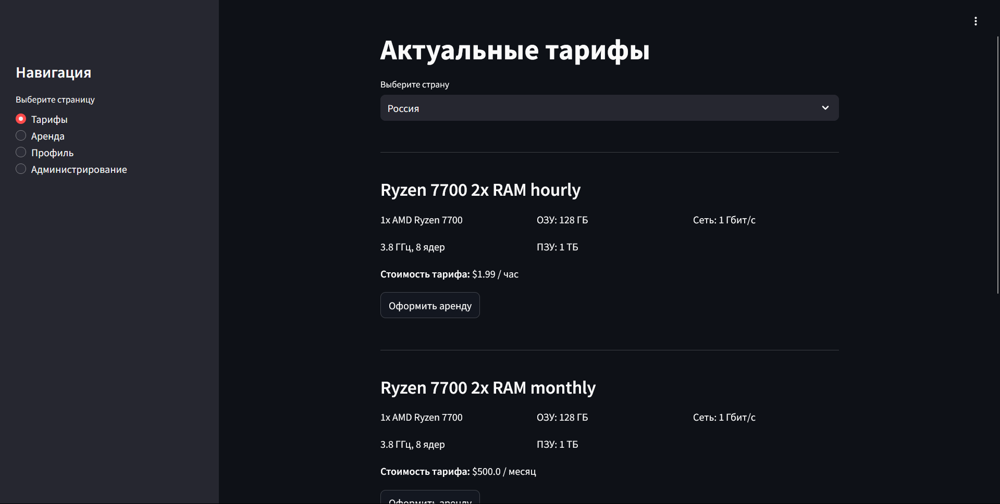 Навигация
Выберите страницу
Тарифы
Аренда
Профиль
Администрирование
Актуальные тарифы
Выберите страну
Россия
Ryzen 7700 2x RAM hourly
1x AMD Ryzen 7700
ОЗУ: 128 ГБ
Сеть: 1 Гбит/с
3.8 ГГц, 8 ядер
ПЗУ: 1 ТБ
Стоимость тарифа: $1.99 / час
Оформить аренду
Ryzen 7700 2x RAM monthly
1x AMD Ryzen 7700
ОЗУ: 128 ГБ
Сеть: 1 Гбит/с
3.8 ГГц, 8 ядер
ПЗУ: 1 ТБ
Стоимость тарифа: $500.0 / месяц
Оформить аренду